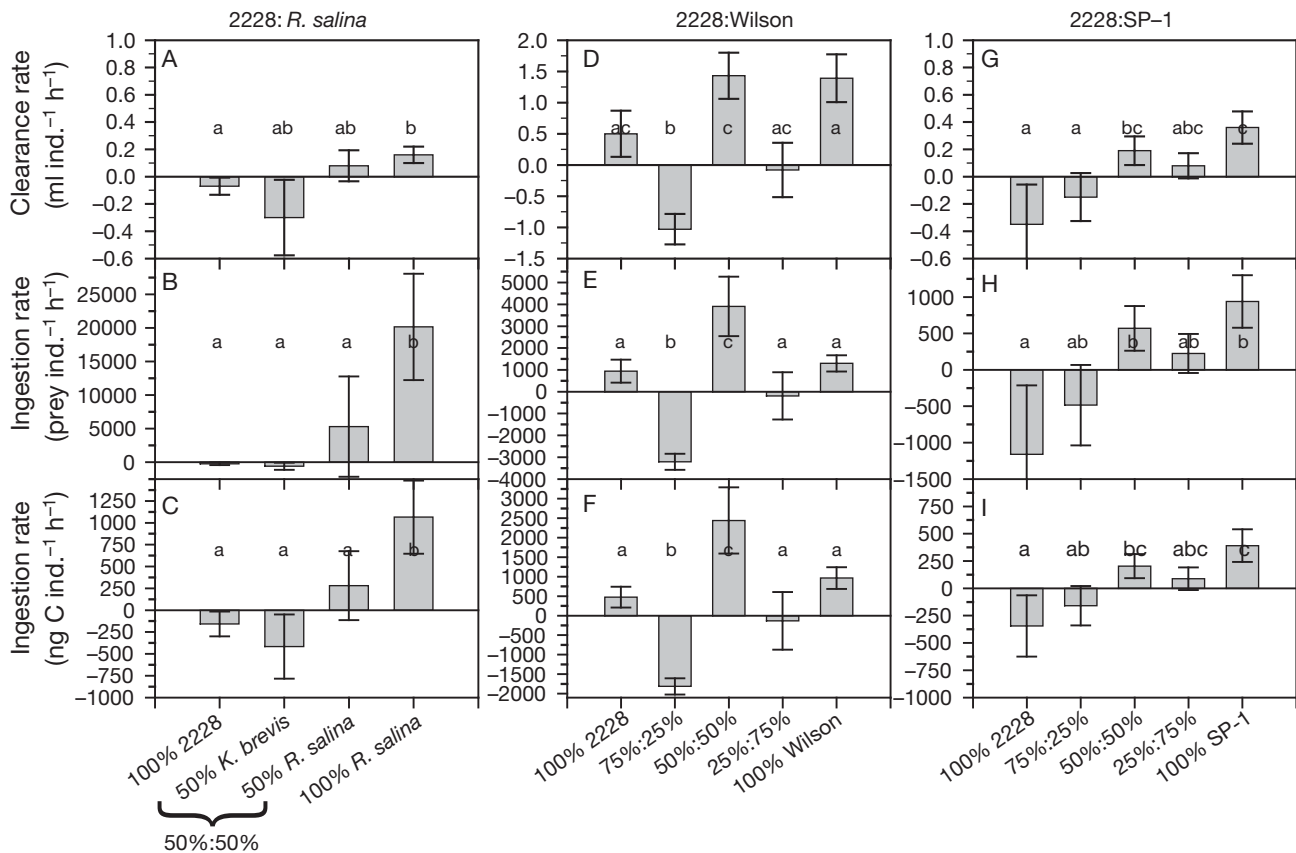 2228: R. salina
2228:Wilson
2228:SP–1
Clearance rate
(ml ind.⁻¹ h⁻¹)
A
1.0
0.8
0.6
0.4
0.2
0.0
–0.2
–0.4
–0.6
a
ab
ab
b
D
2.0
1.5
1.0
0.5
0.0
–0.5
–1.0
–1.5
ac
b
c
ac
a
G
1.0
0.8
0.6
0.4
0.2
0.0
–0.2
–0.4
0.6
a
a
bc
abc
c
Ingestion rate
(prey ind.⁻¹ h⁻¹)
B
25000
20000
15000
10000
5000
0
a
a
a
b
E
5000
4000
3000
2000
1000
0
–1000
–2000
–3000
–4000
a
b
c
a
a
H
1000
500
0
–500
–1000
–1500
a
ab
b
ab
b
Ingestion rate
(ng C ind.⁻¹ h⁻¹)
C
1250
1000
750
500
250
0
–250
–500
–750
–1000
a
a
a
b
F
3000
2500
2000
1500
1000
500
0
–500
–1000
–1500
–2000
a
b
c
a
a
I
750
500
250
0
–250
–500
–750
–1000
a
ab
bc
abc
c
100% 2228
50% K. brevis
50% R. salina
100% R. salina
50%:50%
100% 2228
75%:25%
50%:50%
25%:75%
100% Wilson
100% 2228
75%:25%
50%:50%
25%:75%
100% SP-1